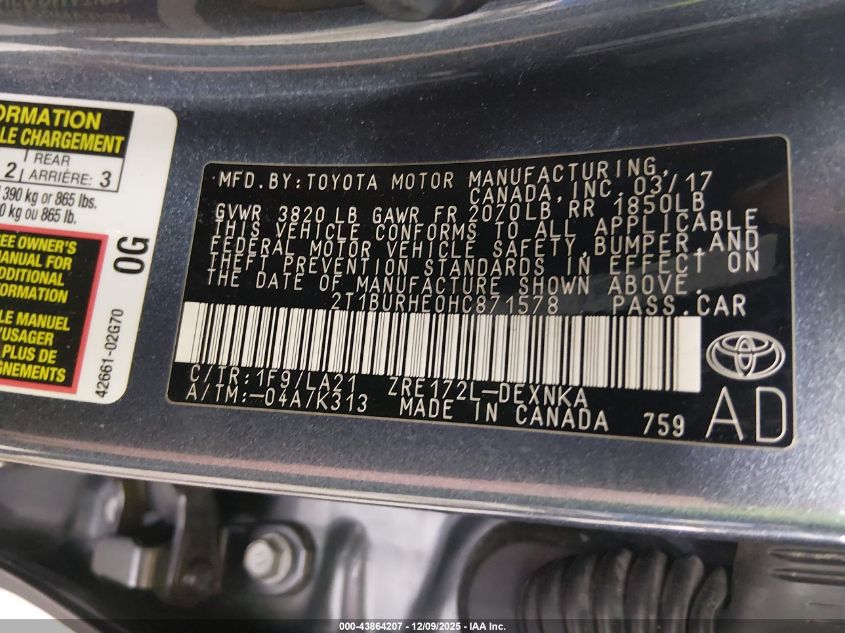 ORMATION
LE CHARGEMENT
2 REAR
ARRIÈRE: 3
390 kg or 865 lbs.
0 kg ou 865 lb.
EE OWNER'S
MANUAL FOR
ADDITIONAL
FORMATION
LE MANUEL
'USAGER
PLUS DE
IGNEMENTS
0G
42661-02G70
MFD.BY:TOYOTA MOTOR MANUFACTURING,
CANADA, INC. 03/17
GVWR 3820 LB GAWR FR 2070LB RR 1850LB
THIS VEHICLE CONFORMS TO ALL APPLICABLE
FEDERAL MOTOR VEHICLE SAFETY,BUMPER,AND
THEFT PREVENTION STANDARDS IN EFFECT ON
THE DATE OF MANUFACTURE SHOWN ABOVE.
2T1BURHE0HC871578 PASS.CAR
C/TR:1F9/LA21 ZRE172L-DEXNKA
A/TM:-04A/K313 MADE IN CANADA 759 AD
000-43864207 - 12/09/2025 - IAA Inc.